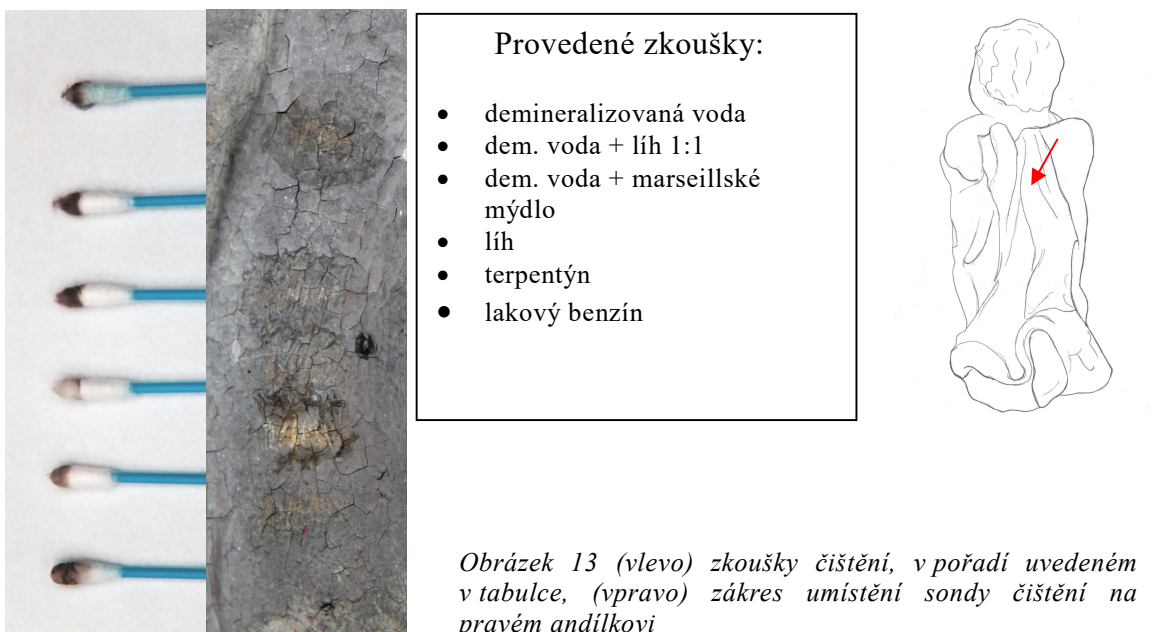 Provedené zkoušky:
• demineralizovaná voda
• dem. voda + líh 1:1
• dem. voda + marseillské
mýdlo
• líh
• terpentýn
• lakový benzín
Obrázek 13 (vlevo) zkoušky čištění, v pořadí uvedeném
v tabulce, (vpravo) zákres umístění sondy čištění na
pravém andílkovi